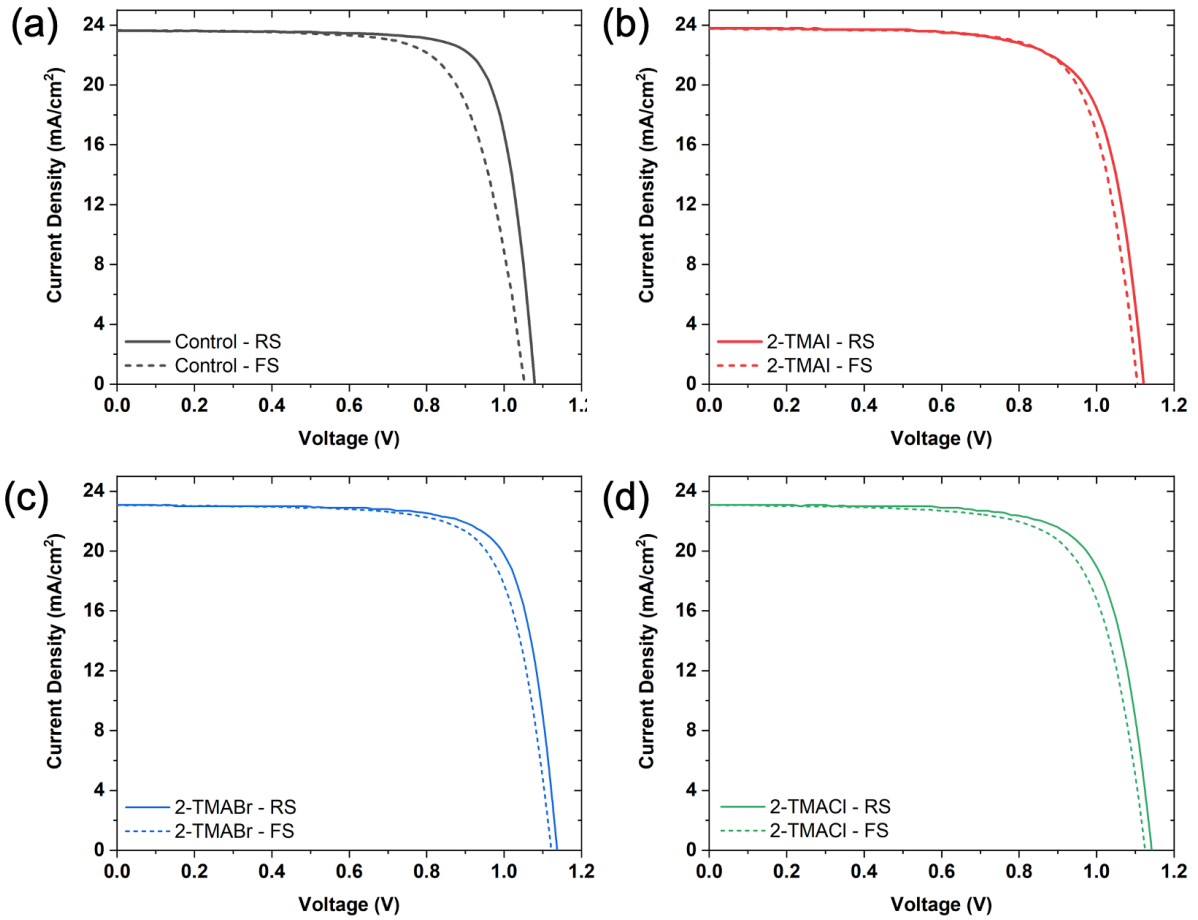 (a)
24
20
16
12
8
4
0
Current Density (mA/cm²)
Control - RS
Control - FS
0.0 0.2 0.4 0.6 0.8 1.0 1.2
Voltage (V)
(b)
24
20
16
12
8
4
0
Current Density (mA/cm²)
2-TMAI - RS
2-TMAI - FS
0.0 0.2 0.4 0.6 0.8 1.0 1.2
Voltage (V)
(c)
24
20
16
12
8
4
0
Current Density (mA/cm²)
2-TMABr - RS
2-TMABr - FS
0.0 0.2 0.4 0.6 0.8 1.0 1.2
Voltage (V)
(d)
24
20
16
12
8
4
0
Current Density (mA/cm²)
2-TMACl - RS
2-TMACl - FS
0.0 0.2 0.4 0.6 0.8 1.0 1.2
Voltage (V)